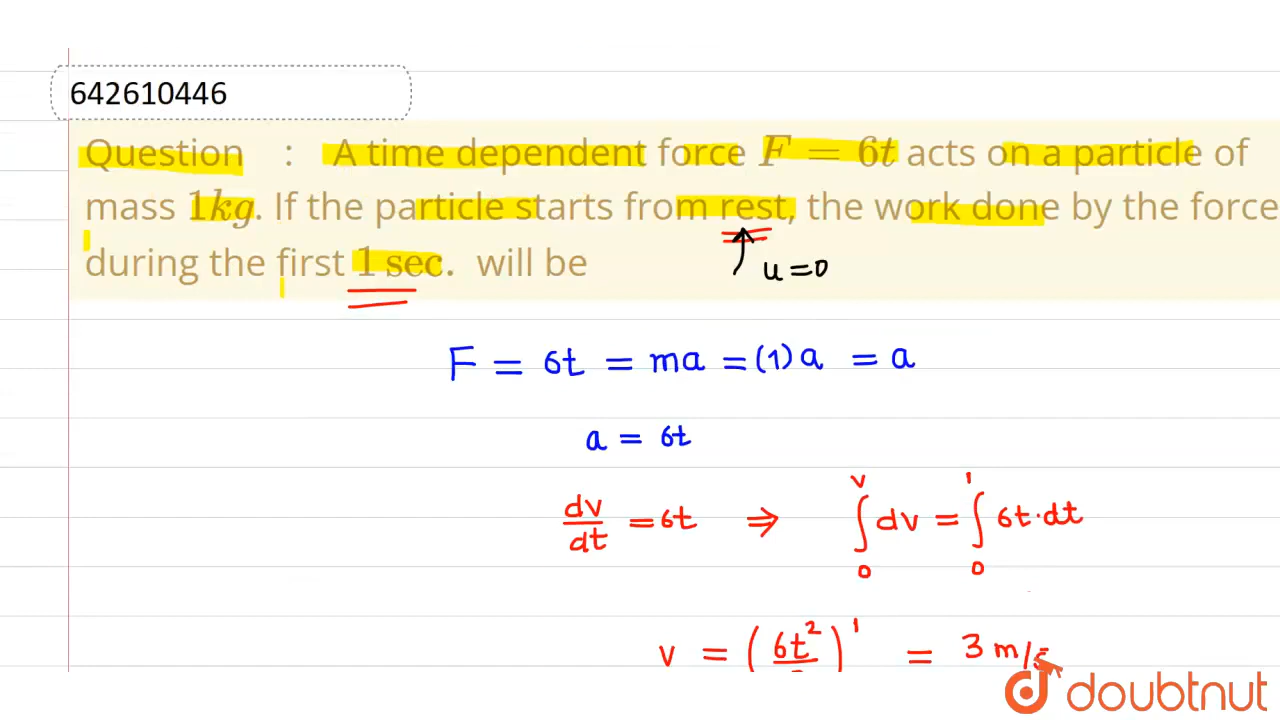 642610446
Question : A time dependent force F = 6t acts on a particle of
mass 1kg. If the particle starts from rest, the work done by the force
during the first 1 sec. will be
u = 0
F = 6t = ma = (1) a = a
a = 6t
dv/dt = 6t ⇒ ∫₀ᵛ dv = ∫₀¹ 6t·dt
v = (6t²/ )¹ = 3 m/s
doubtnut